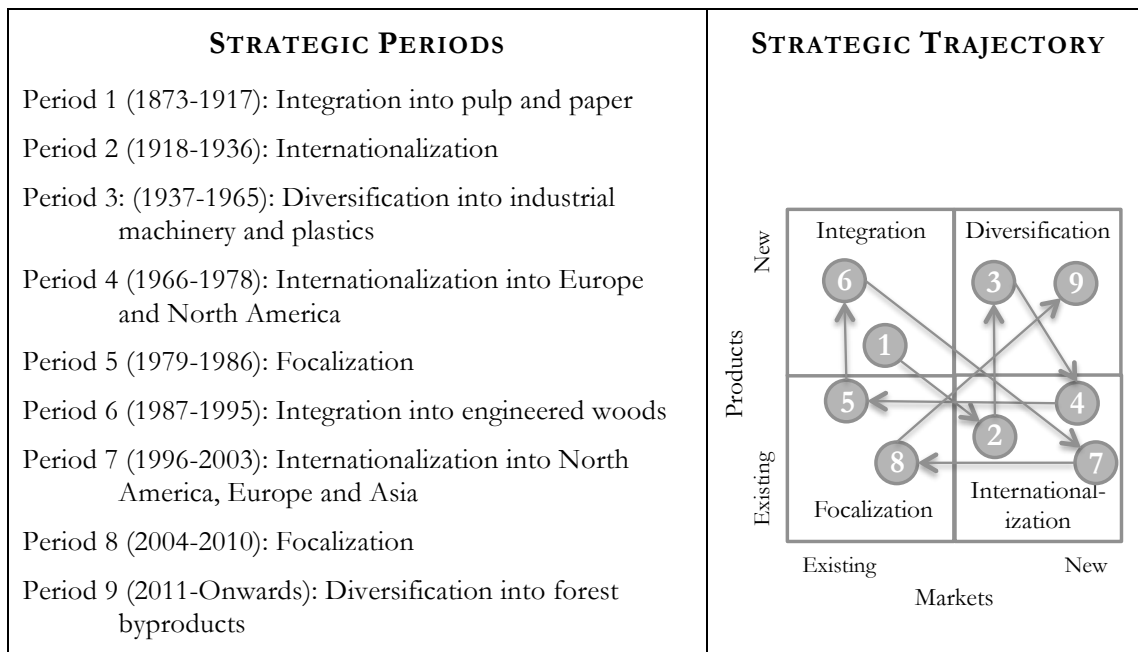 STRATEGIC PERIODS
Period 1 (1873-1917): Integration into pulp and paper
Period 2 (1918-1936): Internationalization
Period 3: (1937-1965): Diversification into industrial
machinery and plastics
Period 4 (1966-1978): Internationalization into Europe
and North America
Period 5 (1979-1986): Focalization
Period 6 (1987-1995): Integration into engineered woods
Period 7 (1996-2003): Internationalization into North
America, Europe and Asia
Period 8 (2004-2010): Focalization
Period 9 (2011-Onwards): Diversification into forest
byproducts
STRATEGIC TRAJECTORY
Integration
Diversification
New
6
3
9
1
Products
5
4
2
8
7
Existing
Focalization
International-
ization
Existing
New
Markets